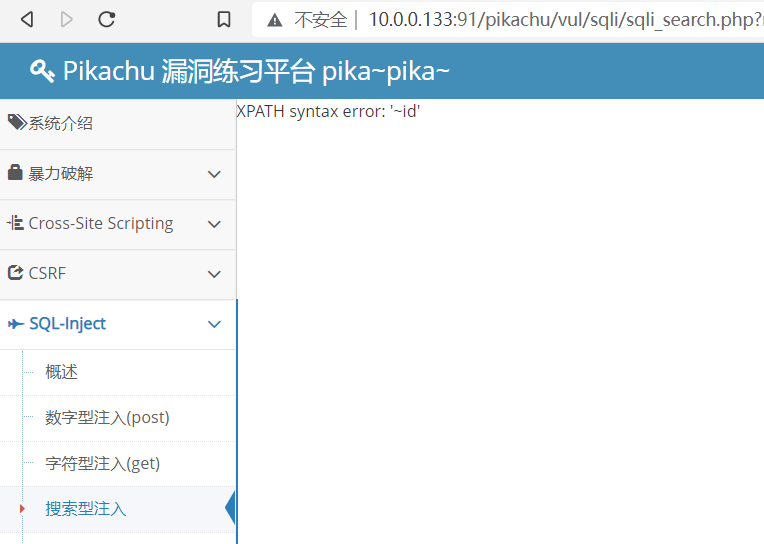 不安全 10.0.0.133:91/pikachu/vul/sqli/sqli_search.php?
Pikachu 漏洞练习平台 pika~pika~
系统介绍
XPATH syntax error: '~id'
暴力破解
Cross-Site Scripting
CSRF
SQL-Inject
概述
数字型注入(post)
字符型注入(get)
搜索型注入